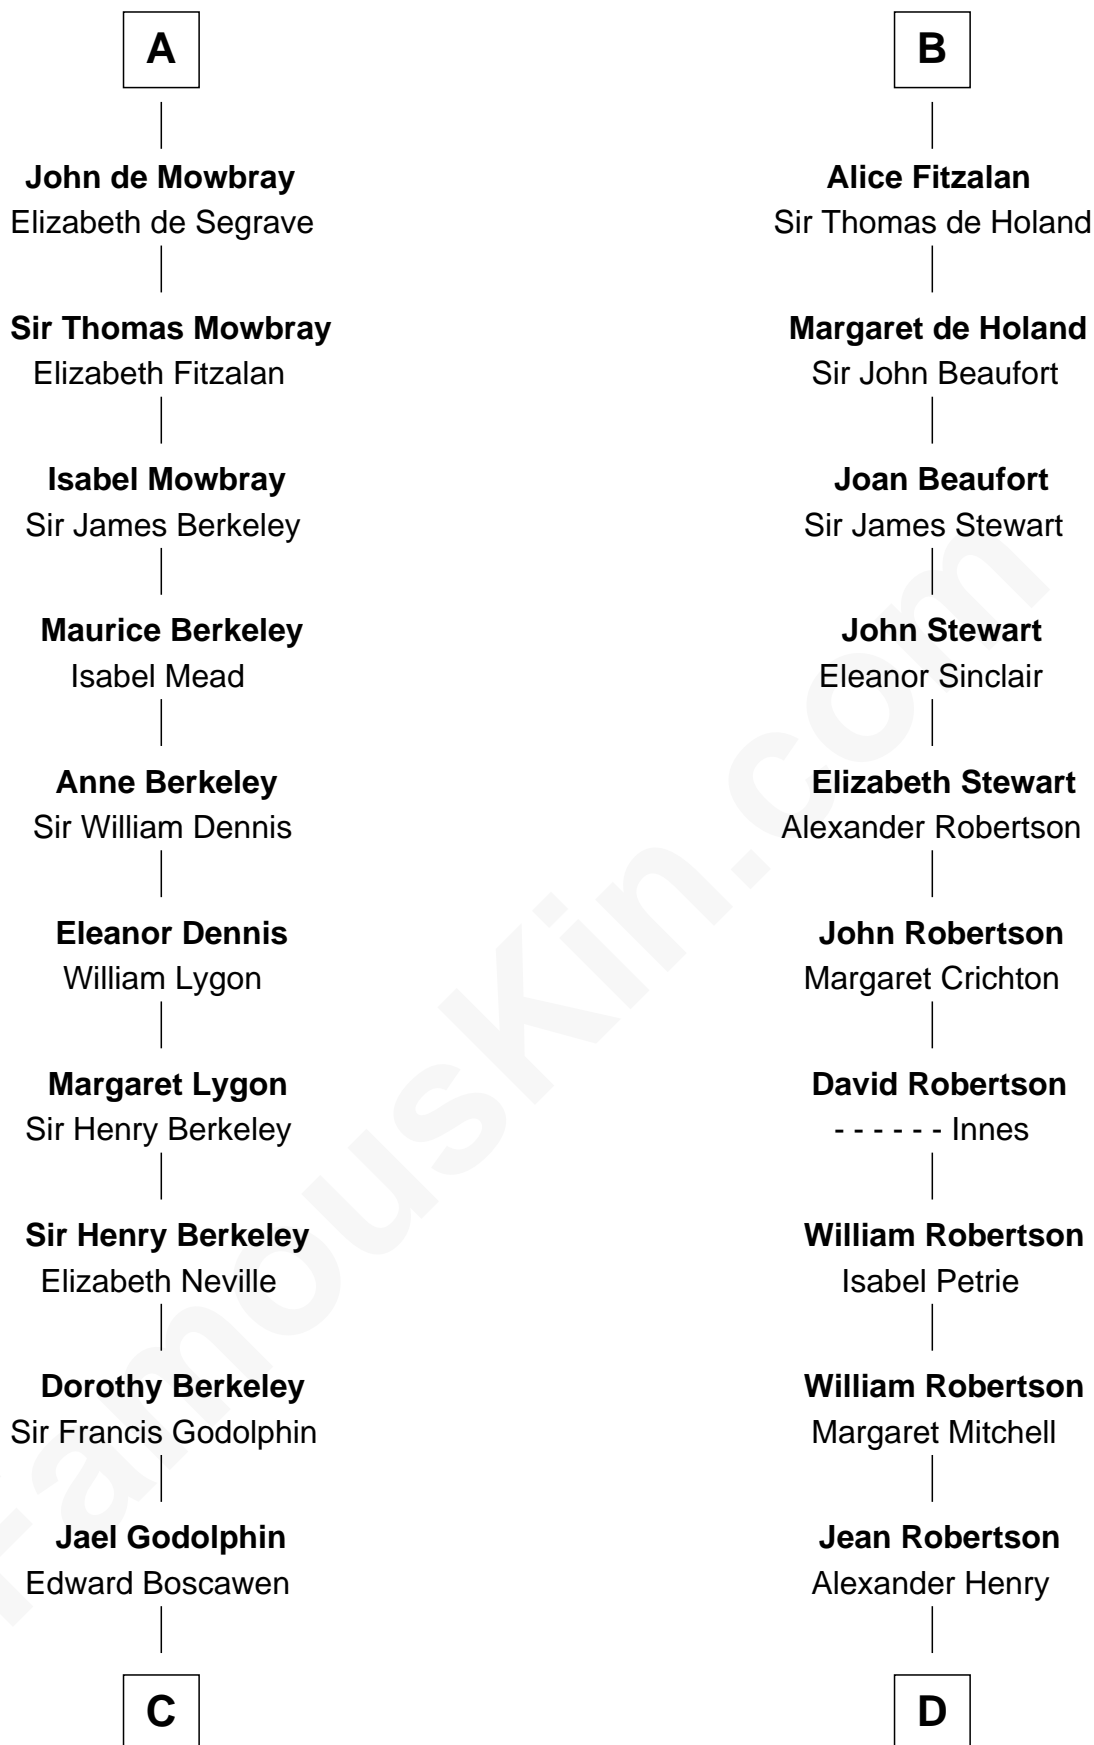 A
John de Mowbray
Elizabeth de Segrave
Sir Thomas Mowbray
Elizabeth Fitzalan
Isabel Mowbray
Sir James Berkeley
Maurice Berkeley
Isabel Mead
Anne Berkeley
Sir William Dennis
Eleanor Dennis
William Lygon
Margaret Lygon
Sir Henry Berkeley
Sir Henry Berkeley
Elizabeth Neville
Dorothy Berkeley
Sir Francis Godolphin
Jael Godolphin
Edward Boscawen
C
B
Alice Fitzalan
Sir Thomas de Holand
Margaret de Holand
Sir John Beaufort
Joan Beaufort
Sir James Stewart
John Stewart
Eleanor Sinclair
Elizabeth Stewart
Alexander Robertson
John Robertson
Margaret Crichton
David Robertson
- - - - - - Innes
William Robertson
Isabel Petrie
William Robertson
Margaret Mitchell
Jean Robertson
Alexander Henry
D
FamousKin.com